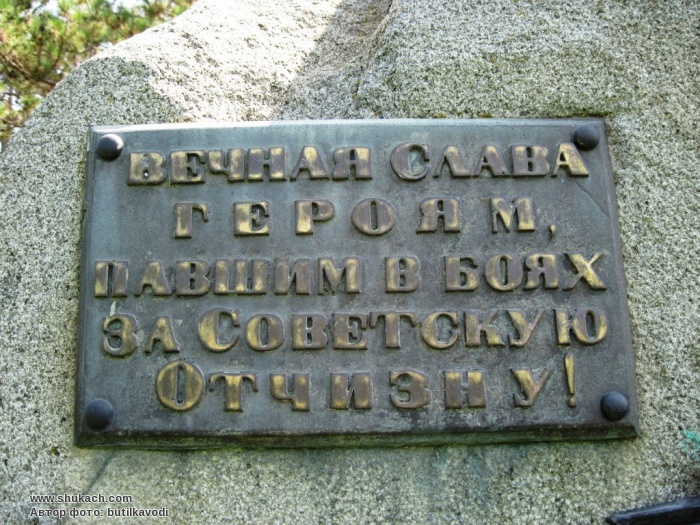 ВЕЧНАЯ СЛАВА
ГЕРОЯМ,
ПАВШИМ В БОЯХ
ЗА СОВЕТСКУЮ
ОТЧИЗНУ!
www.shukach.com
Автор фото: butilkavodi